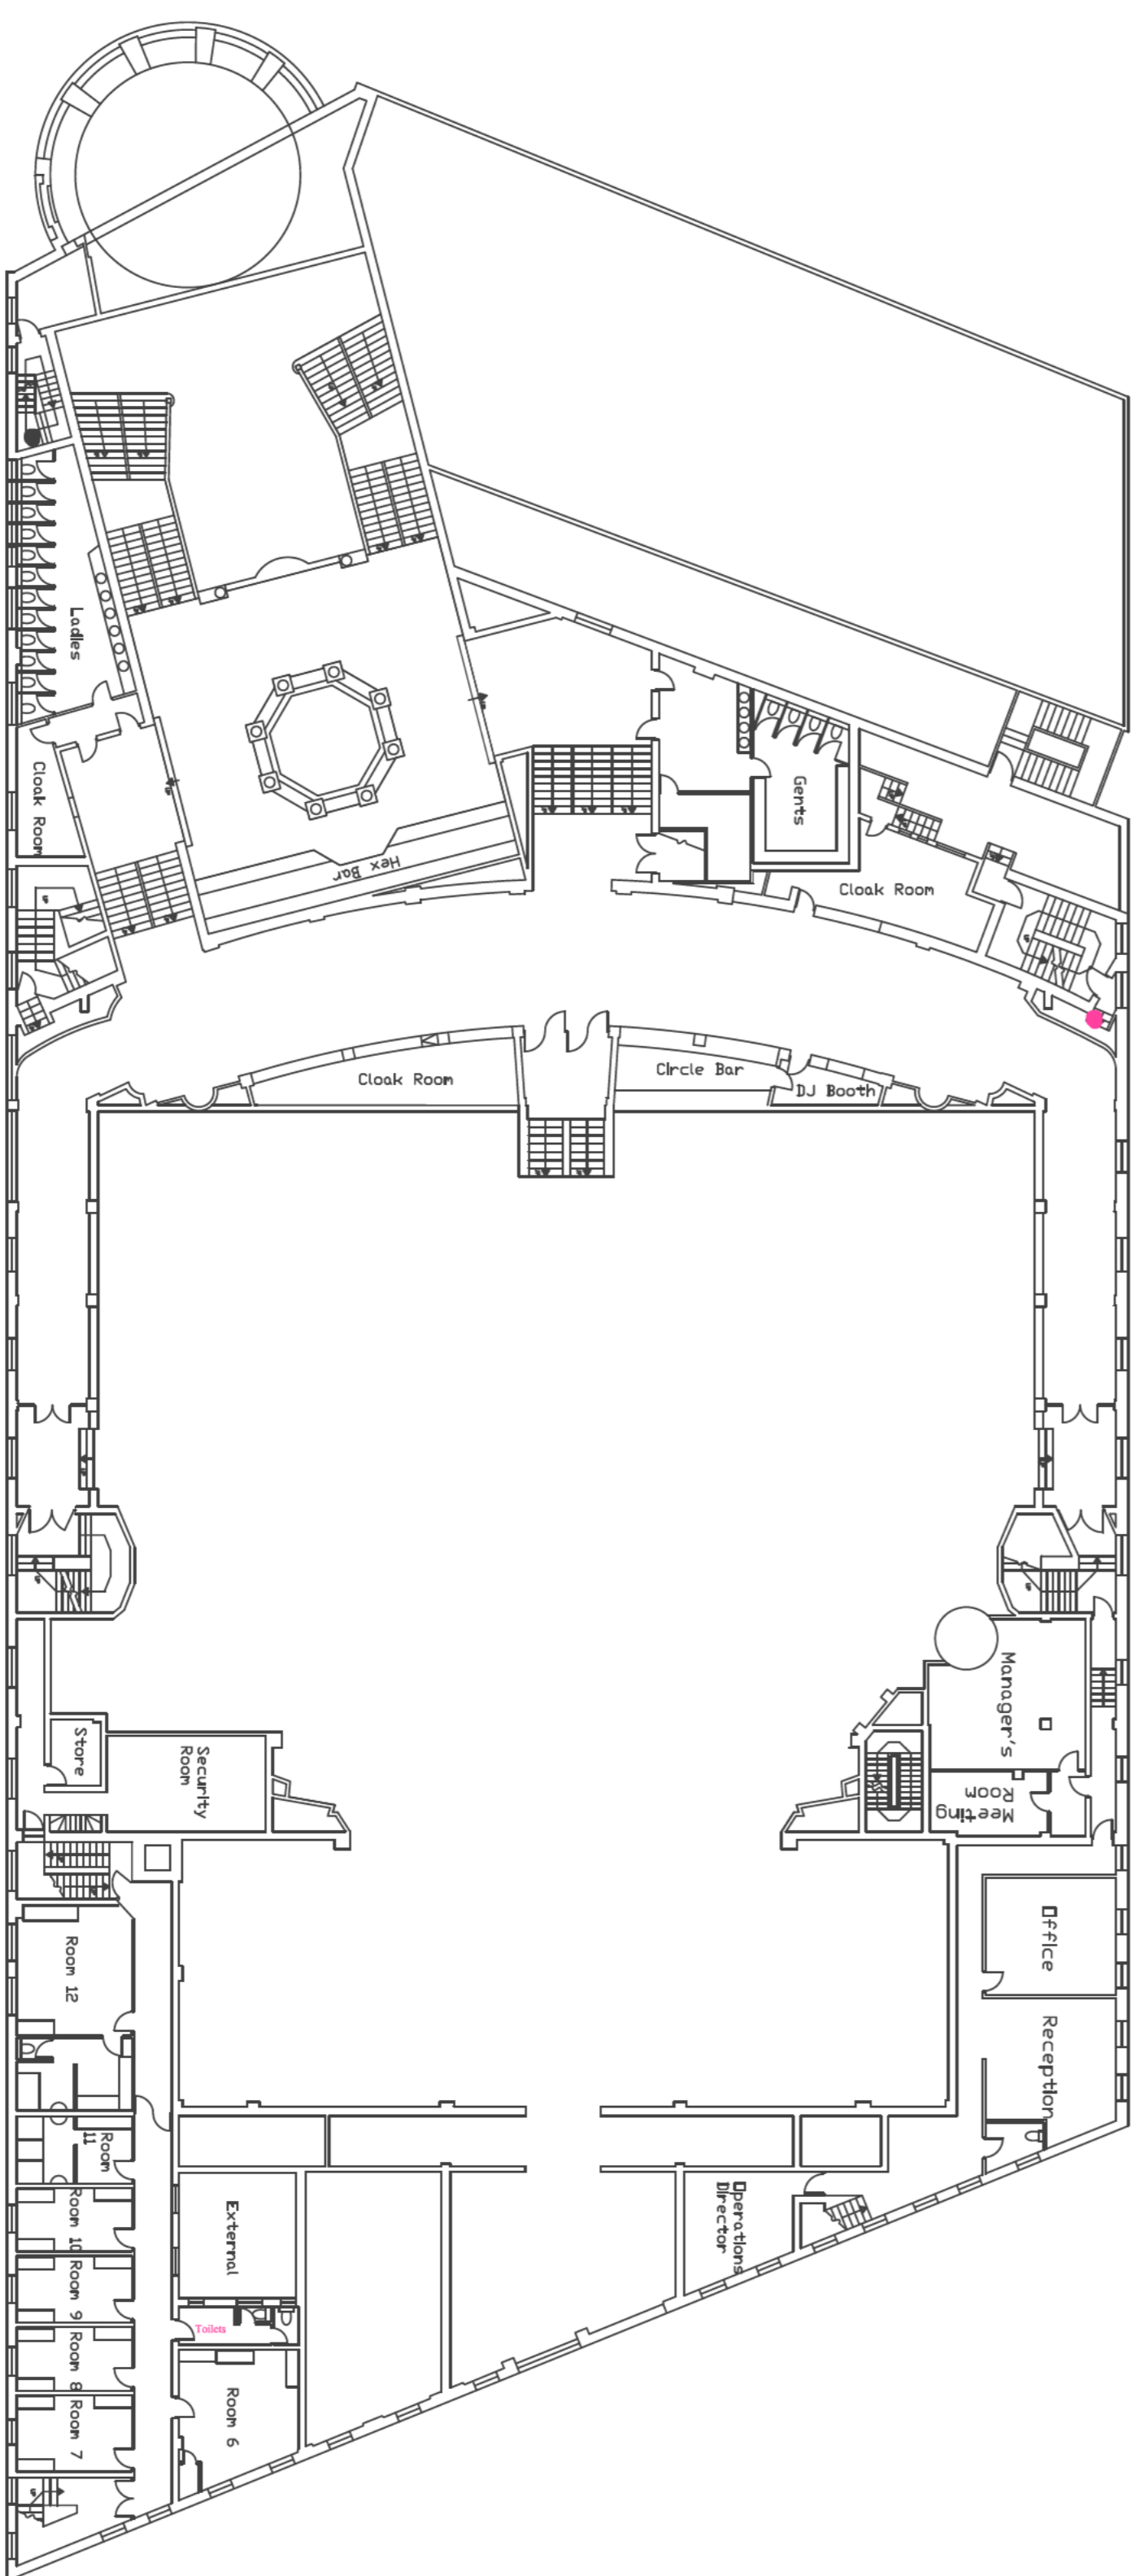 Ladies
Cloak Room
Hex Bar
Gents
Cloak Room
Cloak Room
Circle Bar
DJ Booth
Manager's
Meeting
Room
Store
Security
Room
Office
Room 12
Reception
Room
11
Room 10
External
Operations
Director
Room 9
Toilets
Room 8
Room 6
Room 7